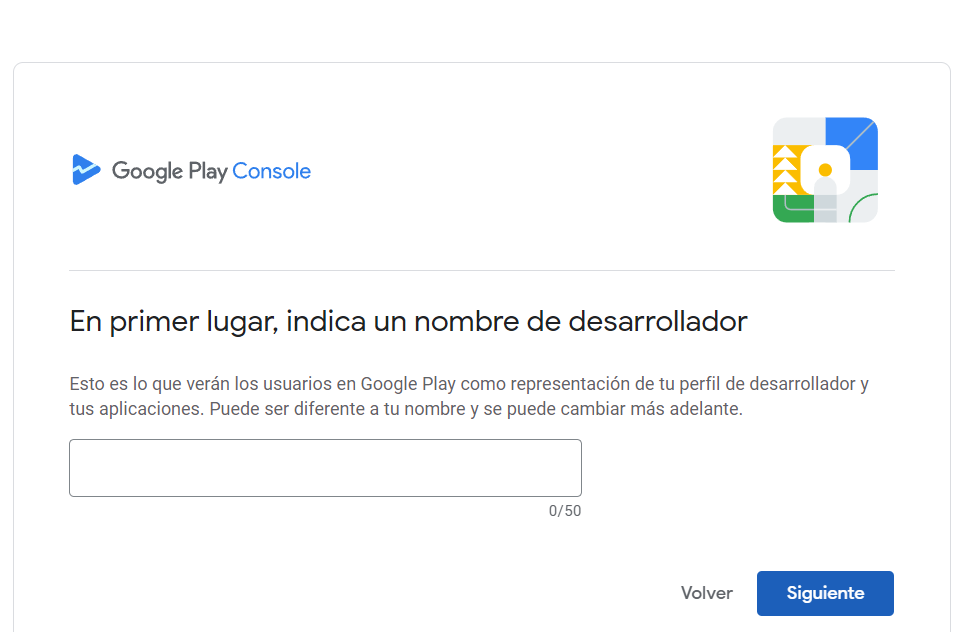 Google Play Console
En primer lugar, indica un nombre de desarrollador
Esto es lo que verán los usuarios en Google Play como representación de tu perfil de desarrollador y
tus aplicaciones. Puede ser diferente a tu nombre y se puede cambiar más adelante.
0/50
Volver
Siguiente